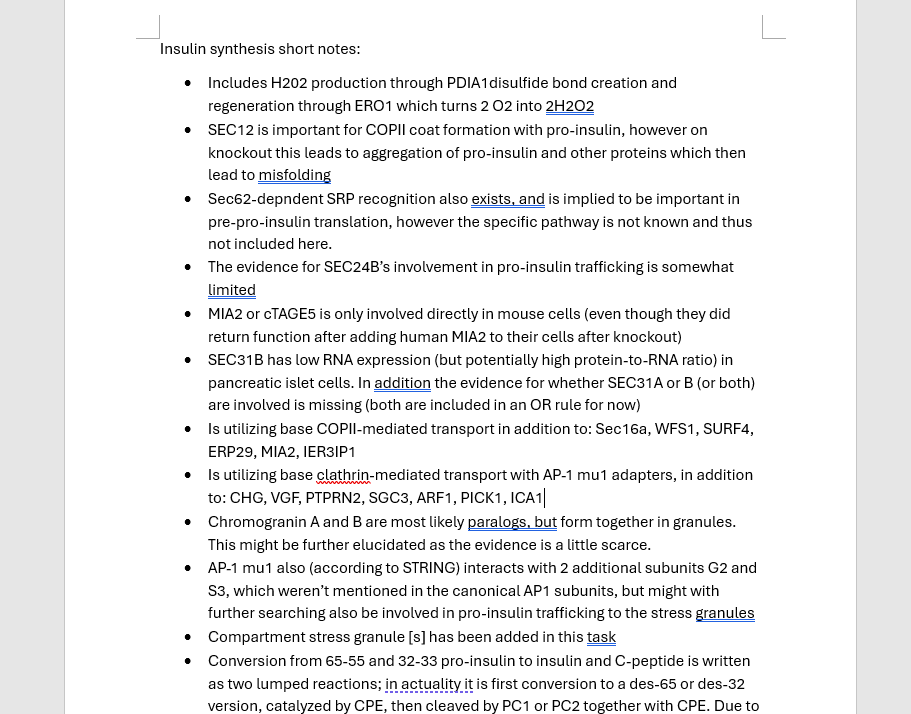 Insulin synthesis short notes:
Includes H202 production through PDIA1disulfide bond creation and
regeneration through ERO1 which turns 2 O2 into 2H2O2
SEC12 is important for COPII coat formation with pro-insulin, however on
knockout this leads to aggregation of pro-insulin and other proteins which then
lead to misfolding
Sec62-depndent SRP recognition also exists, and is implied to be important in
pre-pro-insulin translation, however the specific pathway is not known and thus
not included here.
The evidence for SEC24B’s involvement in pro-insulin trafficking is somewhat
limited
MIA2 or cTAGE5 is only involved directly in mouse cells (even though they did
return function after adding human MIA2 to their cells after knockout)
SEC31B has low RNA expression (but potentially high protein-to-RNA ratio) in
pancreatic islet cells. In addition the evidence for whether SEC31A or B (or both)
are involved is missing (both are included in an OR rule for now)
Is utilizing base COPII-mediated transport in addition to: Sec16a, WFS1, SURF4,
ERP29, MIA2, IER3IP1
Is utilizing base clathrin-mediated transport with AP-1 mu1 adapters, in addition
to: CHG, VGF, PTPRN2, SGC3, ARF1, PICK1, ICA1
Chromogranin A and B are most likely paralogs, but form together in granules.
This might be further elucidated as the evidence is a little scarce.
AP-1 mu1 also (according to STRING) interacts with 2 additional subunits G2 and
S3, which weren’t mentioned in the canonical AP1 subunits, but might with
further searching also be involved in pro-insulin trafficking to the stress granules
Compartment stress granule [s] has been added in this task
Conversion from 65-55 and 32-33 pro-insulin to insulin and C-peptide is written
as two lumped reactions; in actuality it is first conversion to a des-65 or des-32
version, catalyzed by CPE, then cleaved by PC1 or PC2 together with CPE. Due to